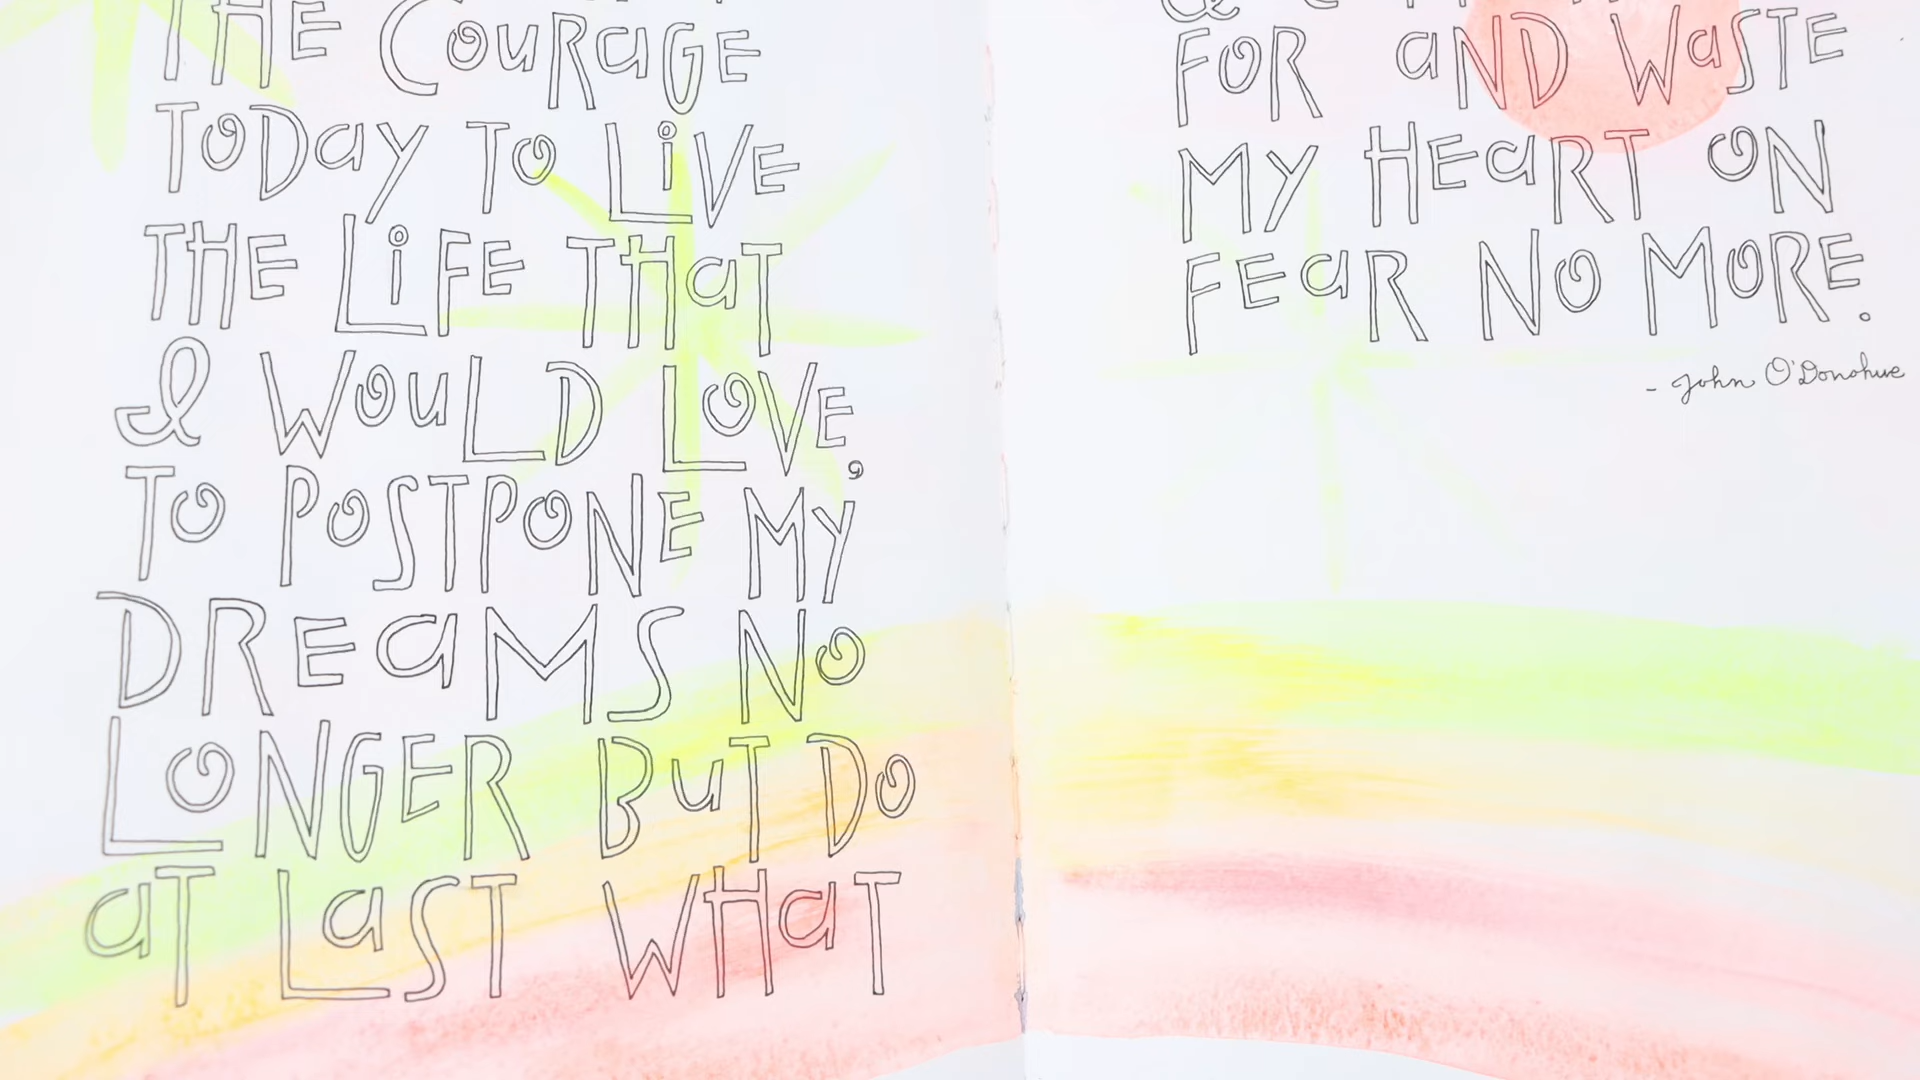 THE COURAGE
TODAY TO LIVE
THE LIFE THAT
I WOULD LOVE,
TO POSTPONE MY
DREAMS NO
LONGER BUT DO
AT LAST WHAT
FOR AND WASTE
MY HEART ON
FEAR NO MORE.
- John O'Donohue